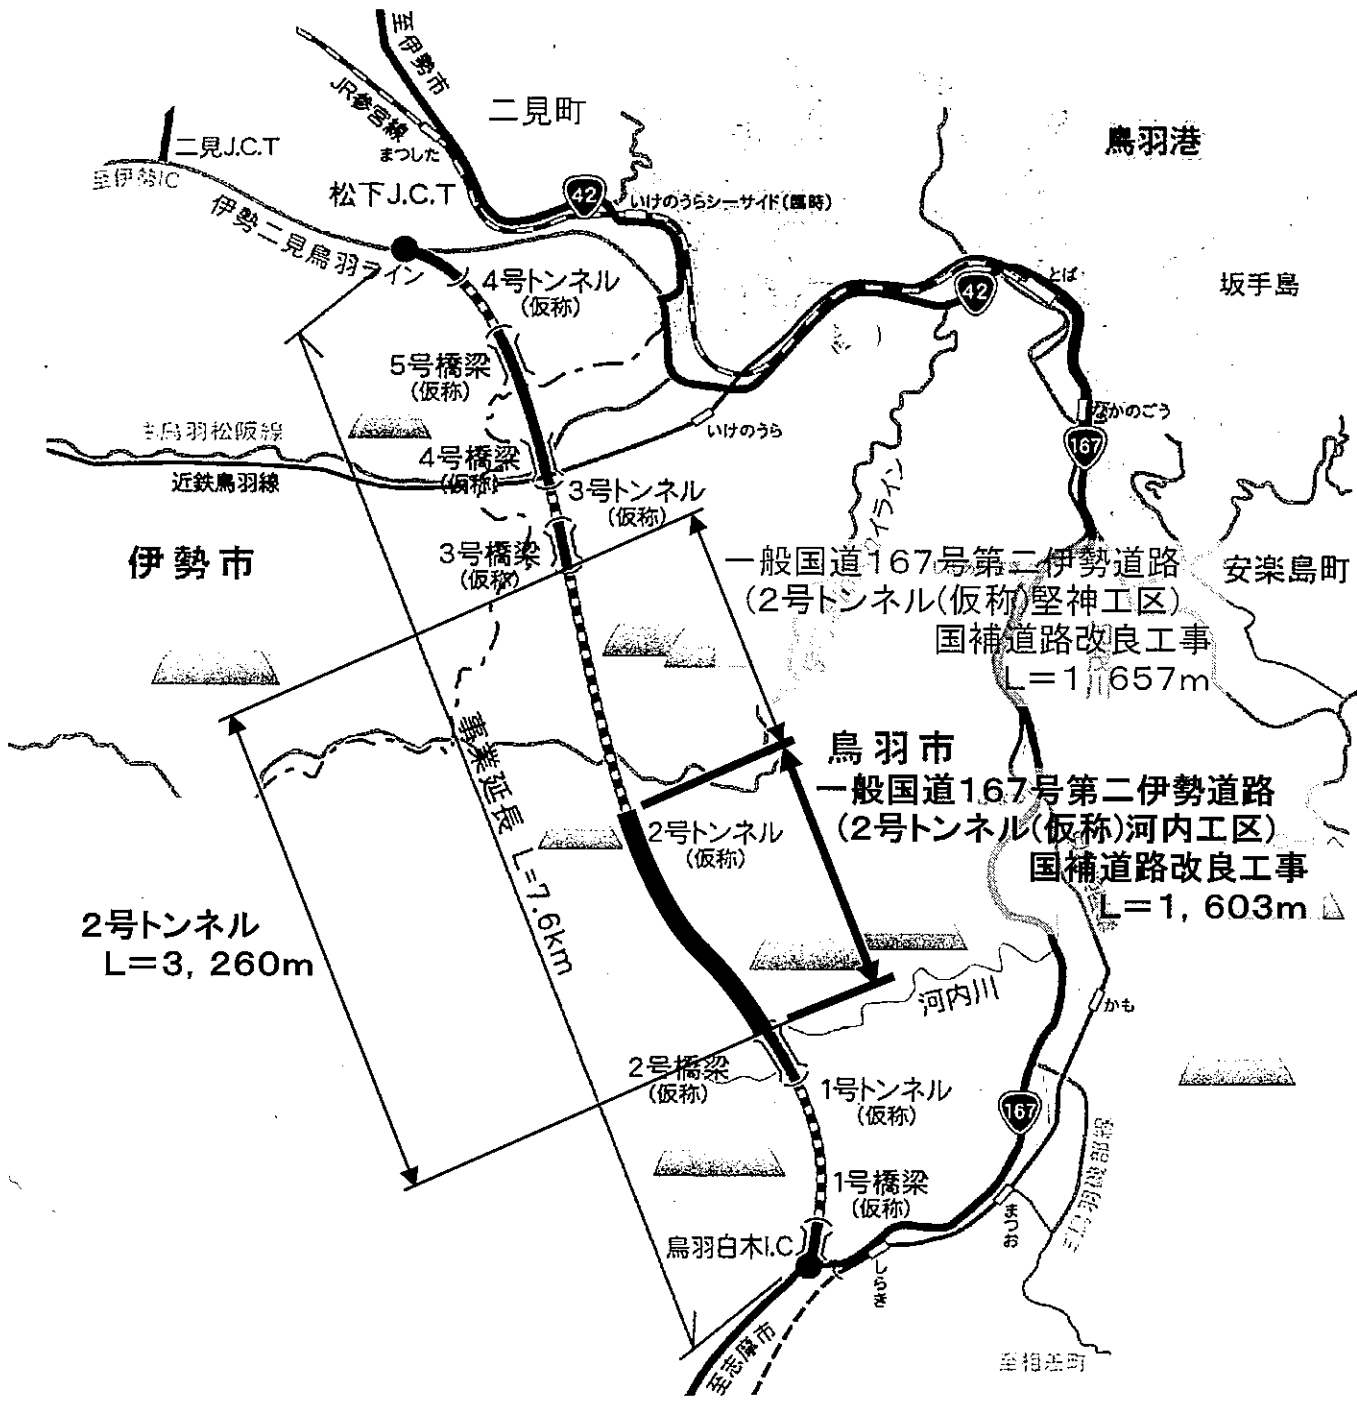 至伊勢市
JR参宮線
二見町
鳥羽港
二見J.C.T
まつした
至伊勢IC
松下J.C.T
42
いけのうらシーサイド(臨時)
伊勢二見鳥羽ライン
4号トンネル
(仮称)
とば
42
坂手島
5号橋梁
(仮称)
なかのごう
鳥羽松阪線
いけのうら
167
4号橋梁
(仮称)
近鉄鳥羽線
3号トンネル
(仮称)
伊勢市
3号橋梁
(仮称)
一般国道167号第二伊勢道路
(2号トンネル(仮称)堅神工区)
国補道路改良工事
L=1,657m
安楽島町
事業延長 L=7.6km
鳥羽市
一般国道167号第二伊勢道路
(2号トンネル(仮称)河内工区)
国補道路改良工事
L=1,603m
2号トンネル
(仮称)
2号トンネル
L=3,260m
河内川
かも
2号橋梁
(仮称)
1号トンネル
(仮称)
167
1号橋梁
(仮称)
まつお
鳥羽白木I.C
しらき
至志摩市
至相差町